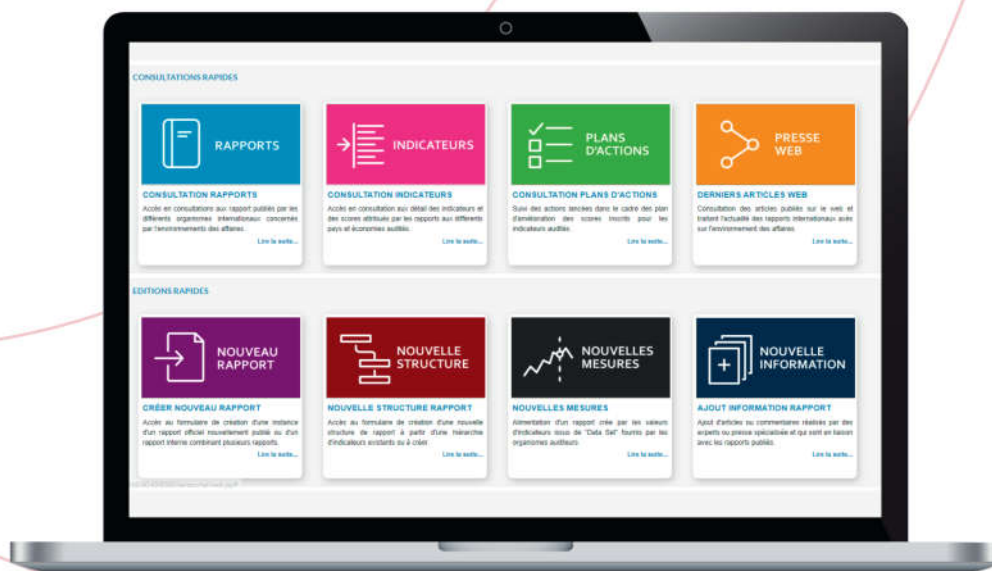 CONSULTATIONS RAPIDES
RAPPORTS
CONSULTATION RAPPORTS
Accès en consultations aux rapport publiés par les
différents organismes internationaux concernés
par l'environnements des affaires.
Lire la suite...
INDICATEURS
CONSULTATION INDICATEURS
Accès en consultation aux détail des indicateurs et
des scores attribués par les rapports aux différents
pays et économies audités.
Lire la suite...
PLANS
D'ACTIONS
CONSULTATION PLANS D'ACTIONS
Suivi des actions lancées dans le cadre des plan
d'amélioration des scores inscrits pour les
indicateurs audités.
Lire la suite...
PRESSE
WEB
DERNIERS ARTICLES WEB
Consultation des articles publiés sur le web et
traitant l'actualité des rapports internationaux axés
sur l'environnement des affaires.
Lire la suite...
EDITIONS RAPIDES
NOUVEAU
RAPPORT
CRÉER NOUVEAU RAPPORT
Accès au formulaire de création d'une instance
d'un rapport officiel nouvellement publié ou d'un
rapport interne combinant plusieurs rapports.
Lire la suite...
NOUVELLE
STRUCTURE
NOUVELLE STRUCTURE RAPPORT
Accès au formulaire de création d'une nouvelle
structure de rapport à partir d'une hiérarchie
d'indicateurs existants ou à créer
Lire la suite...
NOUVELLES
MESURES
NOUVELLES MESURES
Alimentation d'un rapport crée par les valeurs
d'indicateurs issus de "Data Set" fournis par les
organismes auditeurs
Lire la suite...
NOUVELLE
INFORMATION
AJOUT INFORMATION RAPPORT
Ajout d'articles ou commentaires réalisés par des
experts ou presse spécialisée et qui sont en liaison
avec les rapports publiés.
Lire la suite...